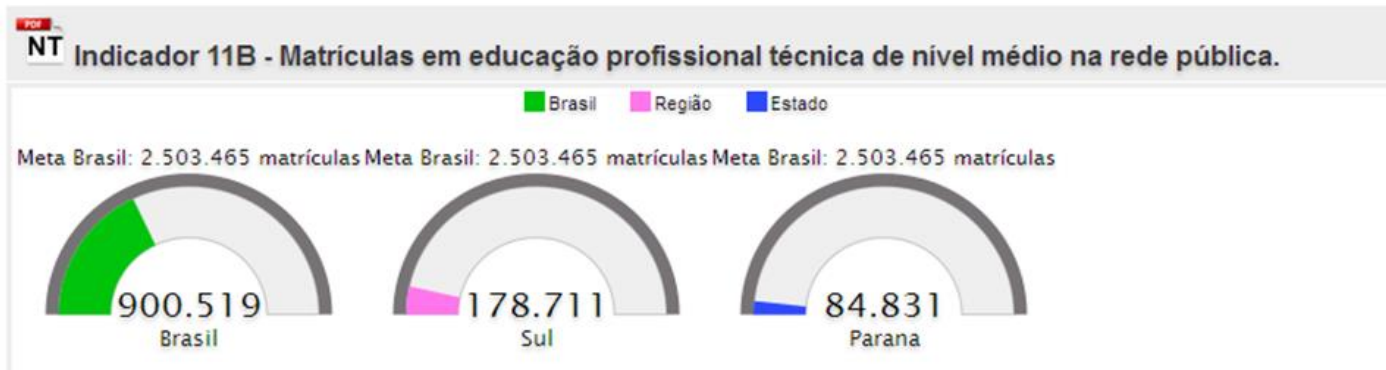 PDF
NT Indicador 11B - Matrículas em educação profissional técnica de nível médio na rede pública.
Brasil Região Estado
Meta Brasil: 2.503.465 matrículas Meta Brasil: 2.503.465 matrículas Meta Brasil: 2.503.465 matrículas
900.519 178.711 84.831
Brasil Sul Parana